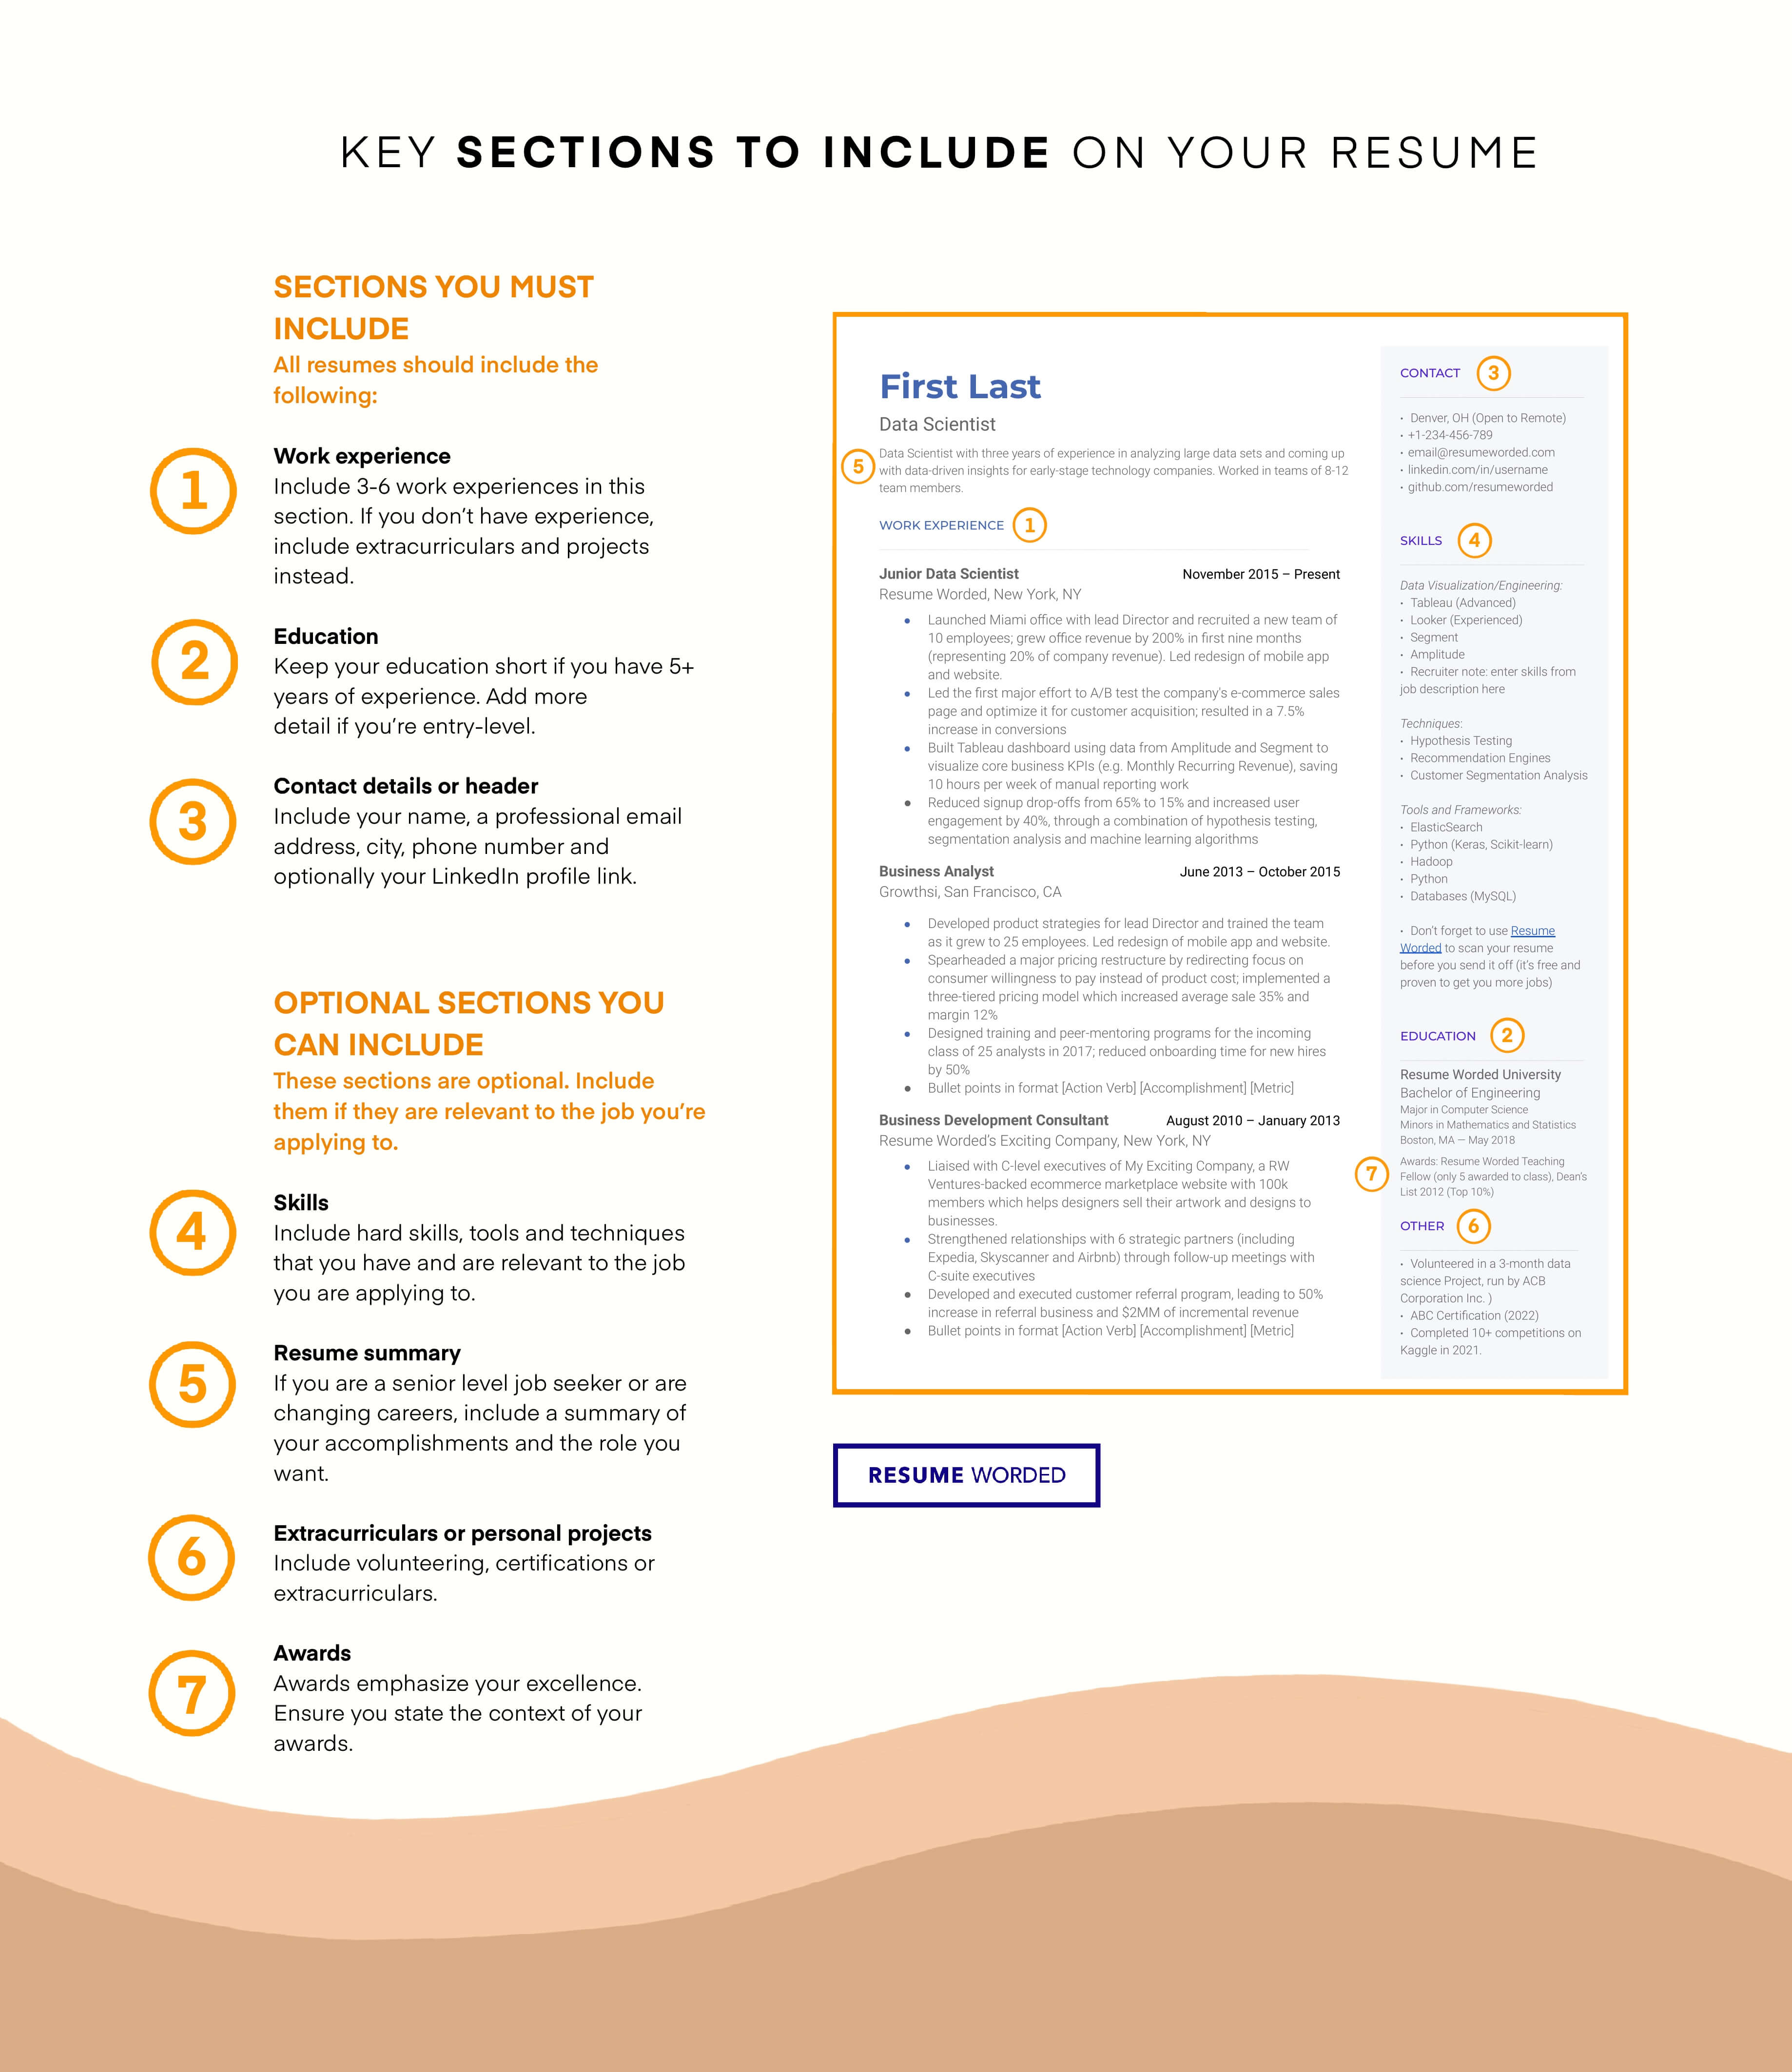 KEY SECTIONS TO INCLUDE ON YOUR RESUME
SECTIONS YOU MUST
INCLUDE
All resumes should include the
following:
1
Work experience
Include 3-6 work experiences in this
section. If you don’t have experience,
include extracurriculars and projects
instead.
2
Education
Keep your education short if you have 5+
years of experience. Add more
detail if you’re entry-level.
3
Contact details or header
Include your name, a professional email
address, city, phone number and
optionally your LinkedIn profile link.
OPTIONAL SECTIONS YOU
CAN INCLUDE
These sections are optional. Include
them if they are relevant to the job you’re
applying to.
4
Skills
Include hard skills, tools and techniques
that you have and are relevant to the job
you are applying to.
5
Resume summary
If you are a senior level job seeker or are
changing careers, include a summary of
your accomplishments and the role you
want.
6
Extracurriculars or personal projects
Include volunteering, certifications or
extracurriculars.
7
Awards
Awards emphasize your excellence.
Ensure you state the context of your
awards.
First Last
Data Scientist
5
Data Scientist with three years of experience in analyzing large data sets and coming up
with data-driven insights for early-stage technology companies. Worked in teams of 8-12
team members.
WORK EXPERIENCE 1
Junior Data Scientist November 2015 – Present
Resume Worded, New York, NY
• Launched Miami office with lead Director and recruited a new team of
10 employees; grew office revenue by 200% in first nine months
(representing 20% of company revenue). Led redesign of mobile app
and website.
• Led the first major effort to A/B test the company's e-commerce sales
page and optimize it for customer acquisition; resulted in a 7.5%
increase in conversions
• Built Tableau dashboard using data from Amplitude and Segment to
visualize core business KPIs (e.g. Monthly Recurring Revenue), saving
10 hours per week of manual reporting work
• Reduced signup drop-offs from 65% to 15% and increased user
engagement by 40%, through a combination of hypothesis testing,
segmentation analysis and machine learning algorithms
Business Analyst June 2013 – October 2015
Growthsi, San Francisco, CA
• Developed product strategies for lead Director and trained the team
as it grew to 25 employees. Led redesign of mobile app and website.
• Spearheaded a major pricing restructure by redirecting focus on
consumer willingness to pay instead of product cost; implemented a
three-tiered pricing model which increased average sale 35% and
margin 12%
• Designed training and peer-mentoring programs for the incoming
class of 25 analysts in 2017; reduced onboarding time for new hires
by 50%
• Bullet points in format [Action Verb] [Accomplishment] [Metric]
Business Development Consultant August 2010 – January 2013
Resume Worded’s Exciting Company, New York, NY
• Liaised with C-level executives of My Exciting Company, a RW
Ventures-backed ecommerce marketplace website with 100k
members which helps designers sell their artwork and designs to
businesses.
• Strengthened relationships with 6 strategic partners (including
Expedia, Skyscanner and Airbnb) through follow-up meetings with
C-suite executives
• Developed and executed customer referral program, leading to 50%
increase in referral business and $2MM of incremental revenue
• Bullet points in format [Action Verb] [Accomplishment] [Metric]
CONTACT 3
• Denver, OH (Open to Remote)
• +1-234-456-789
• email@resumeworded.com
• linkedin.com/in/username
• github.com/resumeworded
SKILLS 4
Data Visualization/Engineering:
• Tableau (Advanced)
• Looker (Experienced)
• Segment
• Amplitude
• Recruiter note: enter skills from
job description here
Techniques:
• Hypothesis Testing
• Recommendation Engines
• Customer Segmentation Analysis
Tools and Frameworks:
• ElasticSearch
• Python (Keras, Scikit-learn)
• Hadoop
• Python
• Databases (MySQL)
• Don’t forget to use Resume
Worded to scan your resume
before you send it off (it’s free and
proven to get you more jobs)
EDUCATION 2
Resume Worded University
Bachelor of Engineering
Major in Computer Science
Minors in Mathematics and Statistics
Boston, MA — May 2018
7
Awards: Resume Worded Teaching
Fellow (only 5 awarded to class), Dean’s
List 2012 (Top 10%)
OTHER 6
• Volunteered in a 3-month data
science Project, run by ACB
Corporation Inc. )
• ABC Certification (2022)
• Completed 10+ competitions on
Kaggle in 2021.
RESUME WORDED